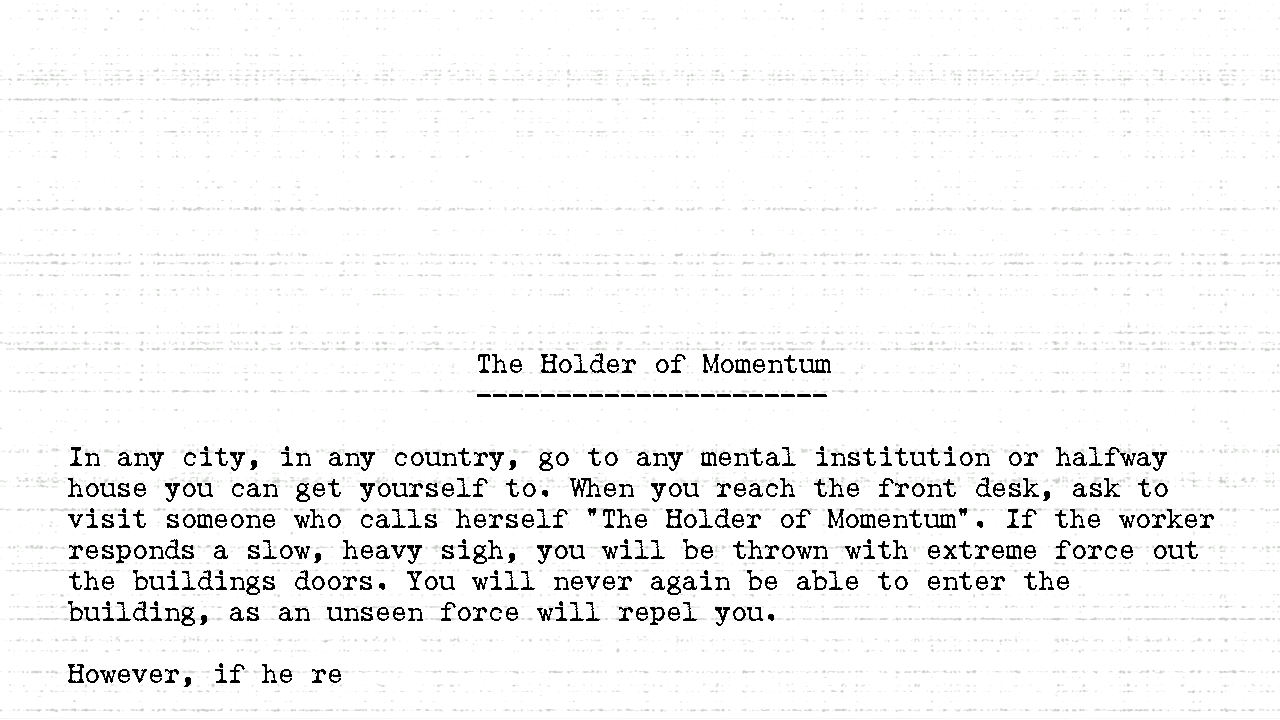 The Holder of Momentum
----------------------
In any city, in any country, go to any mental institution or halfway
house you can get yourself to. When you reach the front desk, ask to
visit someone who calls herself "The Holder of Momentum". If the worker
responds a slow, heavy sigh, you will be thrown with extreme force out
the buildings doors. You will never again be able to enter the
building, as an unseen force will repel you.
However, if he re